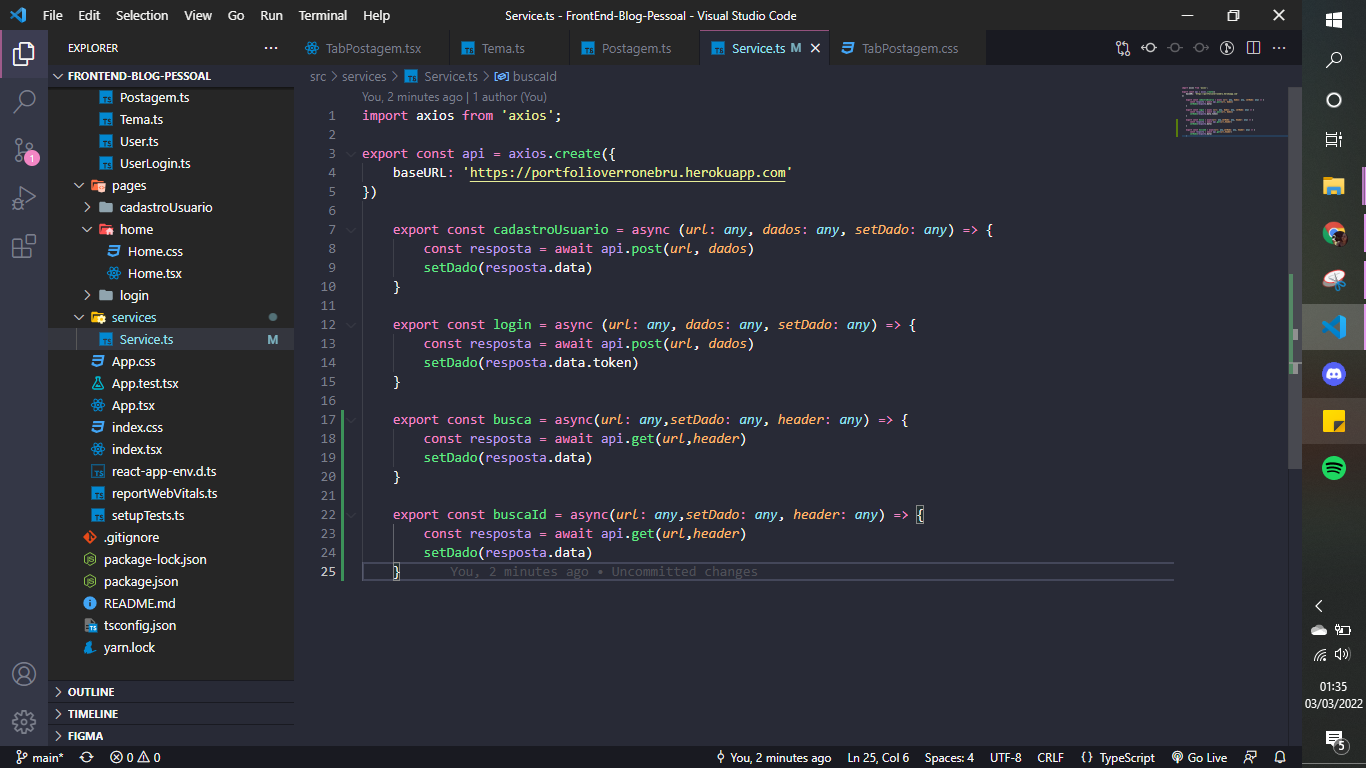 File Edit Selection View Go Run Terminal Help
Service.ts - FrontEnd-Blog-Pessoal - Visual Studio Code
EXPLORER
FRONTEND-BLOG-PESSOAL
Postagem.ts
Tema.ts
User.ts
UserLogin.ts
pages
cadastroUsuario
home
Home.css
Home.tsx
login
services
Service.ts M
App.css
App.test.tsx
App.tsx
index.css
index.tsx
react-app-env.d.ts
reportWebVitals.ts
setupTests.ts
.gitignore
package-lock.json
package.json
README.md
tsconfig.json
yarn.lock
OUTLINE
TIMELINE
FIGMA
1
TabPostagem.tsx Tema.ts Postagem.ts Service.ts M TabPostagem.css
src > services > Service.ts > buscaId
You, 2 minutes ago | 1 author (You)
1 import axios from 'axios';
2
3 export const api = axios.create({
4 baseURL: 'https://portfolioverronebru.herokuapp.com'
5 })
6
7 export const cadastroUsuario = async (url: any, dados: any, setDado: any) => {
8 const resposta = await api.post(url, dados)
9 setDado(resposta.data)
10 }
11
12 export const login = async (url: any, dados: any, setDado: any) => {
13 const resposta = await api.post(url, dados)
14 setDado(resposta.data.token)
15 }
16
17 export const busca = async(url: any,setDado: any, header: any) => {
18 const resposta = await api.get(url,header)
19 setDado(resposta.data)
20 }
21
22 export const buscaId = async(url: any,setDado: any, header: any) => {
23 const resposta = await api.get(url,header)
24 setDado(resposta.data)
25 } You, 2 minutes ago • Uncommitted changes
main* 0 0 You, 2 minutes ago Ln 25, Col 6 Spaces: 4 UTF-8 CRLF {} TypeScript Go Live
01:35
03/03/2022
5